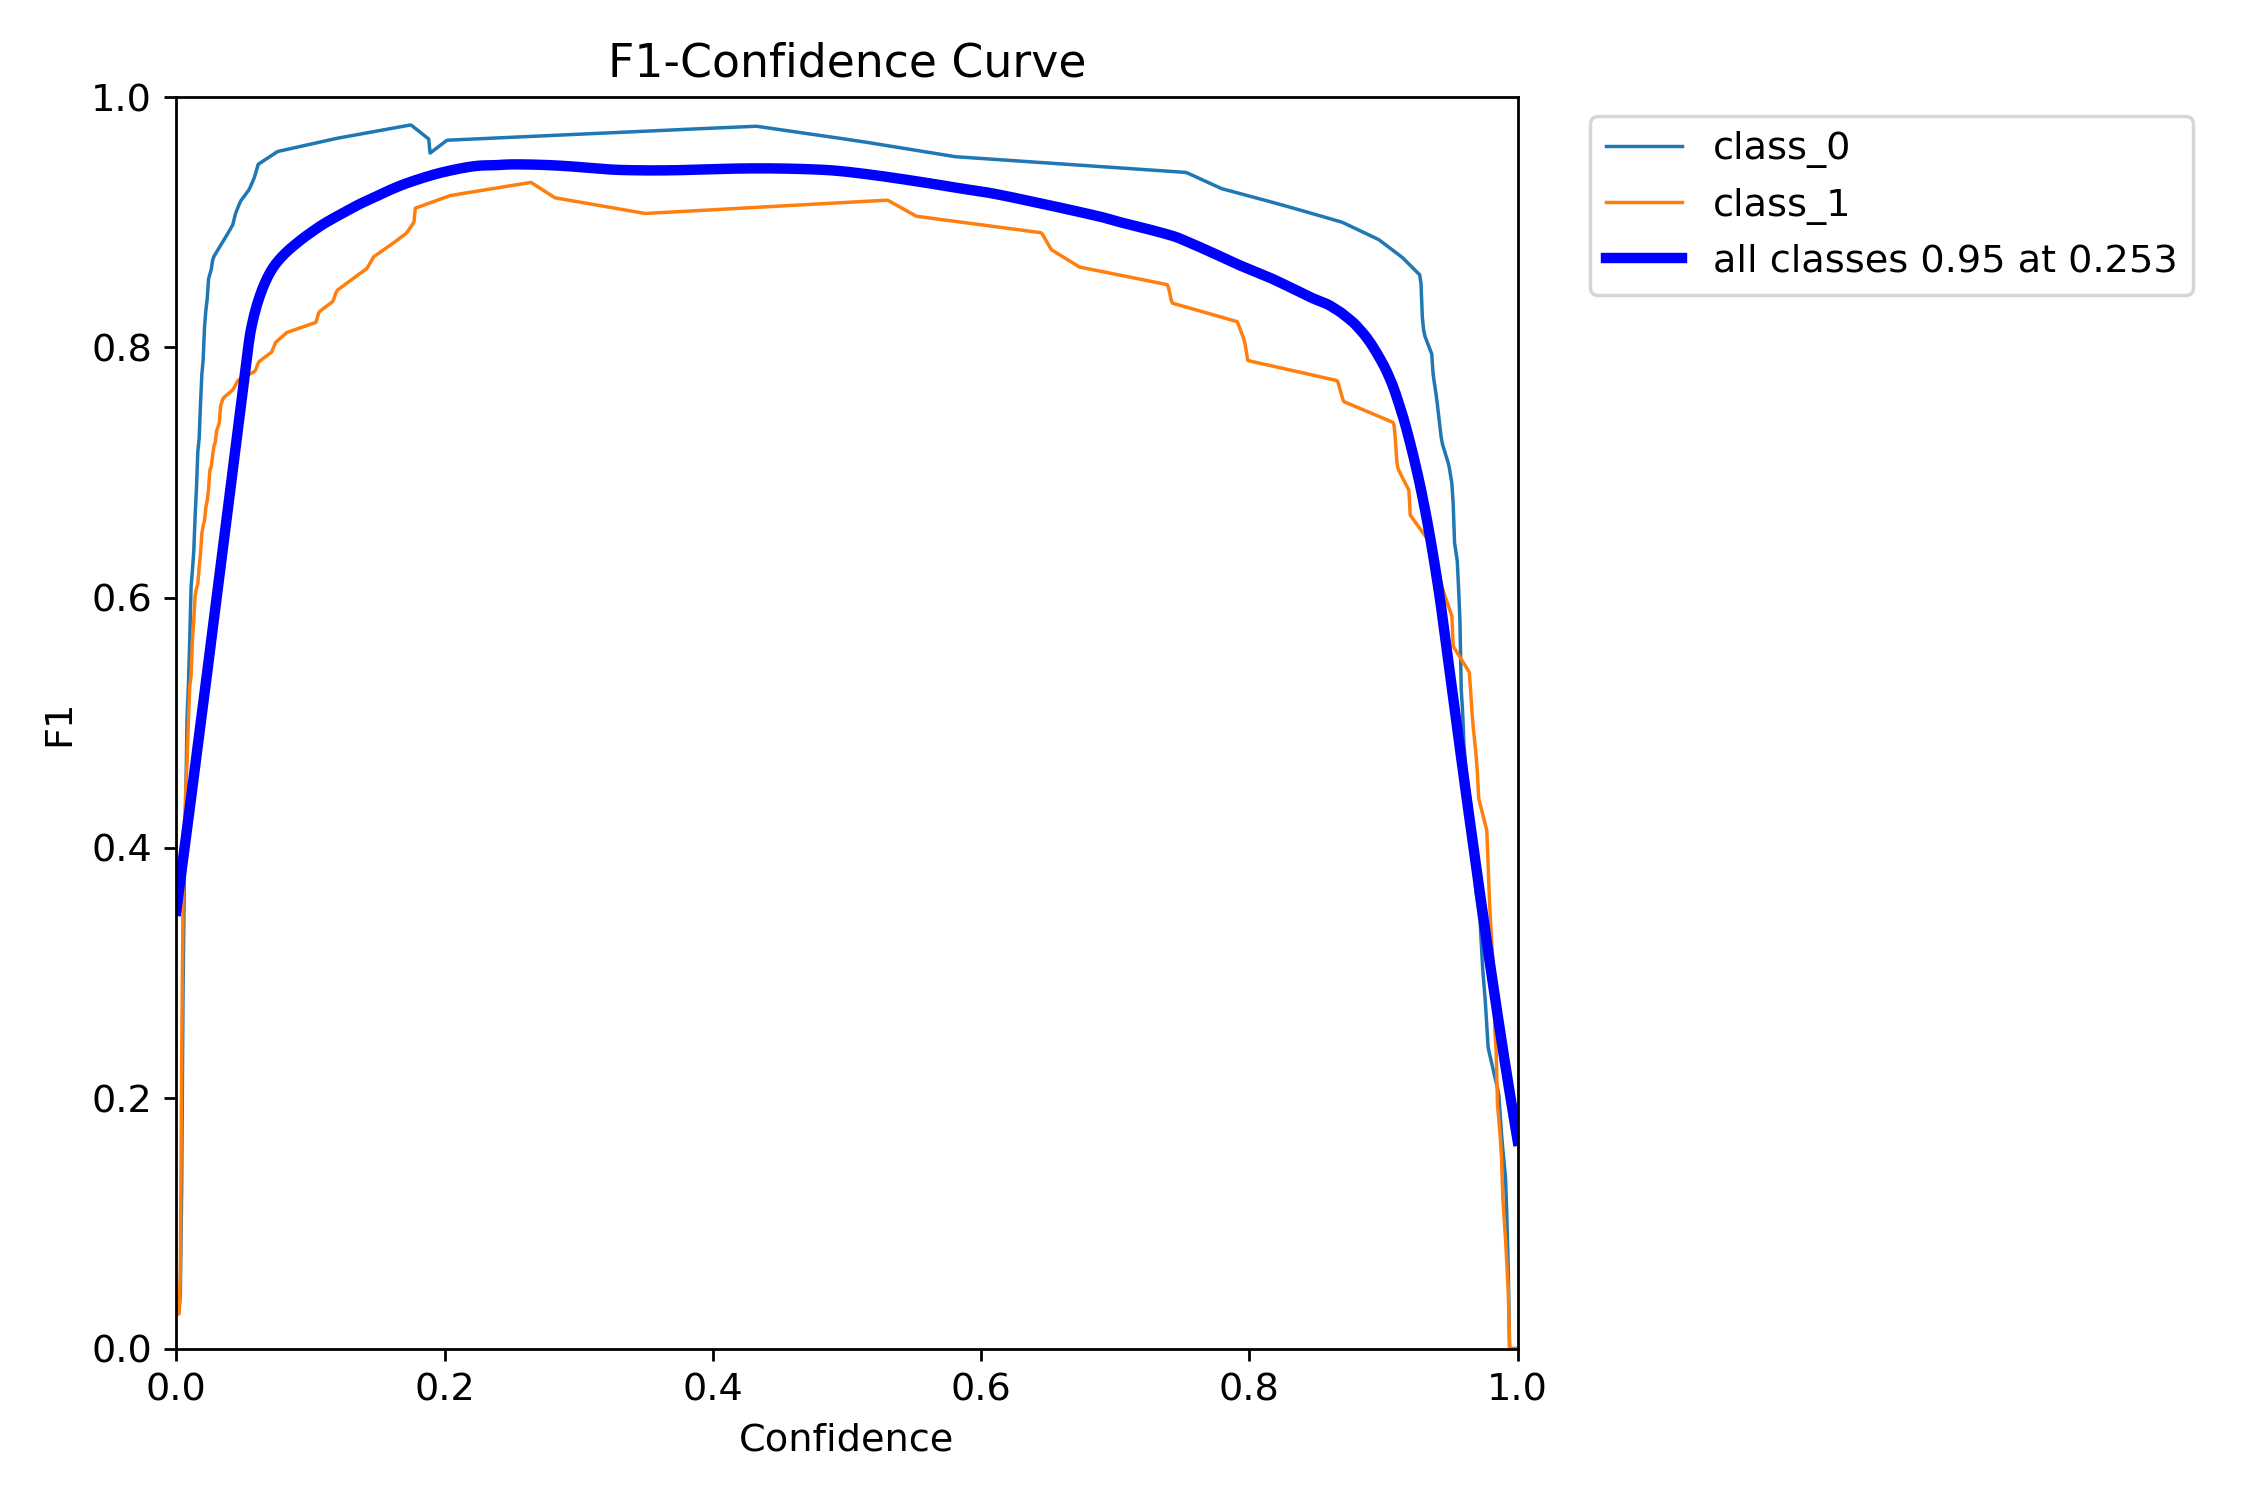 F1-Confidence Curve
1.0
0.8
0.6
0.4
0.2
0.0
F1
0.0 0.2 0.4 0.6 0.8 1.0
Confidence
class_0
class_1
all classes 0.95 at 0.253